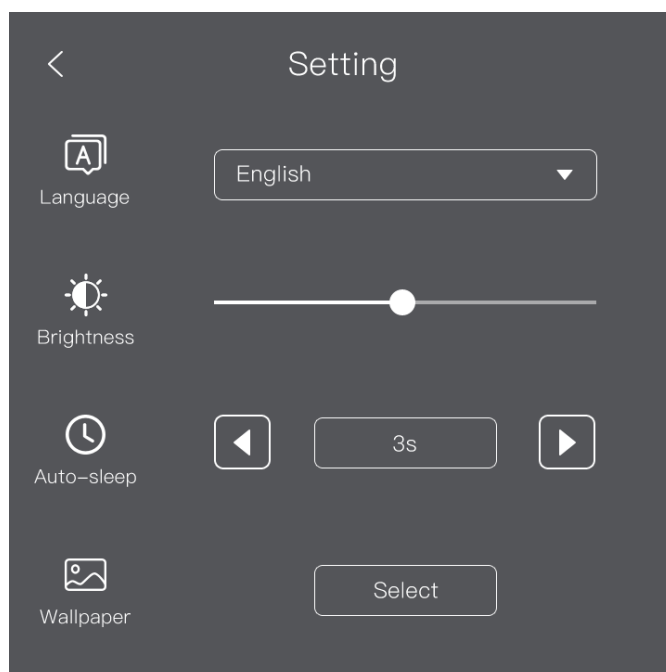 Setting
A
Language
English
Brightness
Auto-sleep
3s
Wallpaper
Select